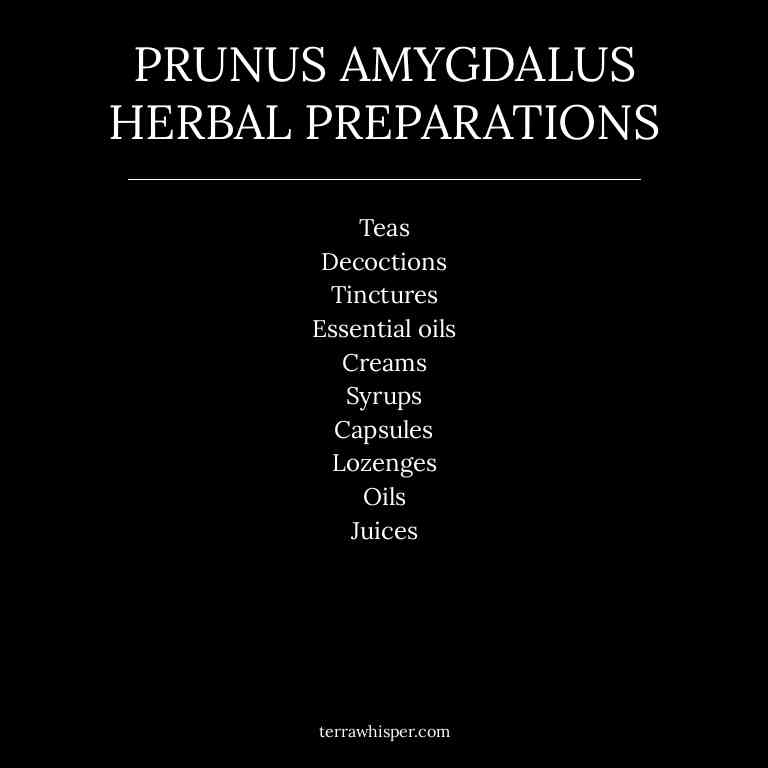 PRUNUS AMYGDALUS
HERBAL PREPARATIONS
Teas
Decoctions
Tinctures
Essential oils
Creams
Syrups
Capsules
Lozenges
Oils
Juices
terrawhisper.com